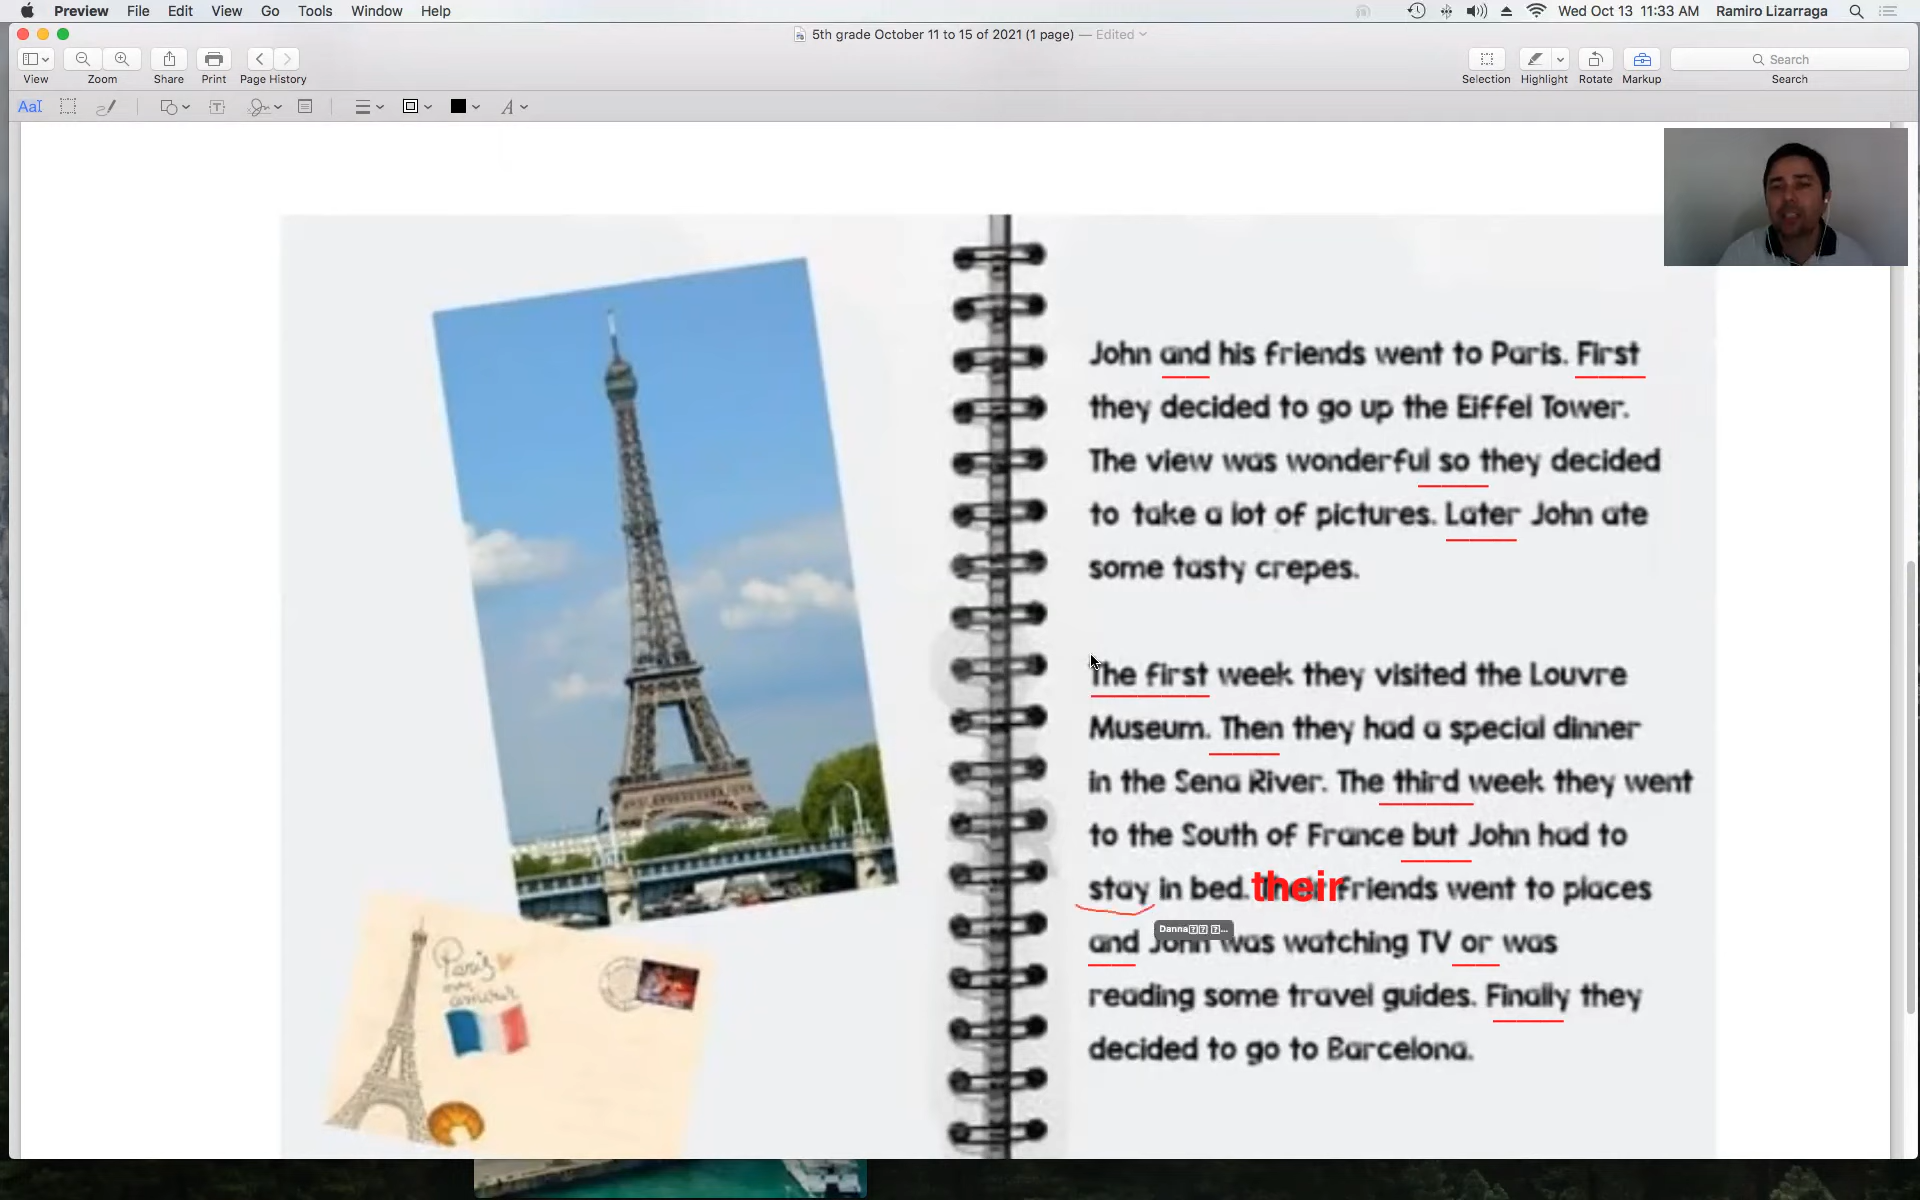 Preview File Edit View Go Tools Window Help
Wed Oct 13 11:33 AM Ramiro Lizarraga
5th grade October 11 to 15 of 2021 (1 page) — Edited
View Zoom Share Print Page History
Selection Highlight Rotate Markup Search
Search
AaI T A
John and his friends went to Paris. First
they decided to go up the Eiffel Tower.
The view was wonderful so they decided
to take a lot of pictures. Later John ate
some tasty crepes.
The first week they visited the Louvre
Museum. Then they had a special dinner
in the Sena River. The third week they went
to the South of France but John had to
stay in bed. their friends went to places
Danna
and John was watching TV or was
reading some travel guides. Finally they
decided to go to Barcelona.
Paris
amour